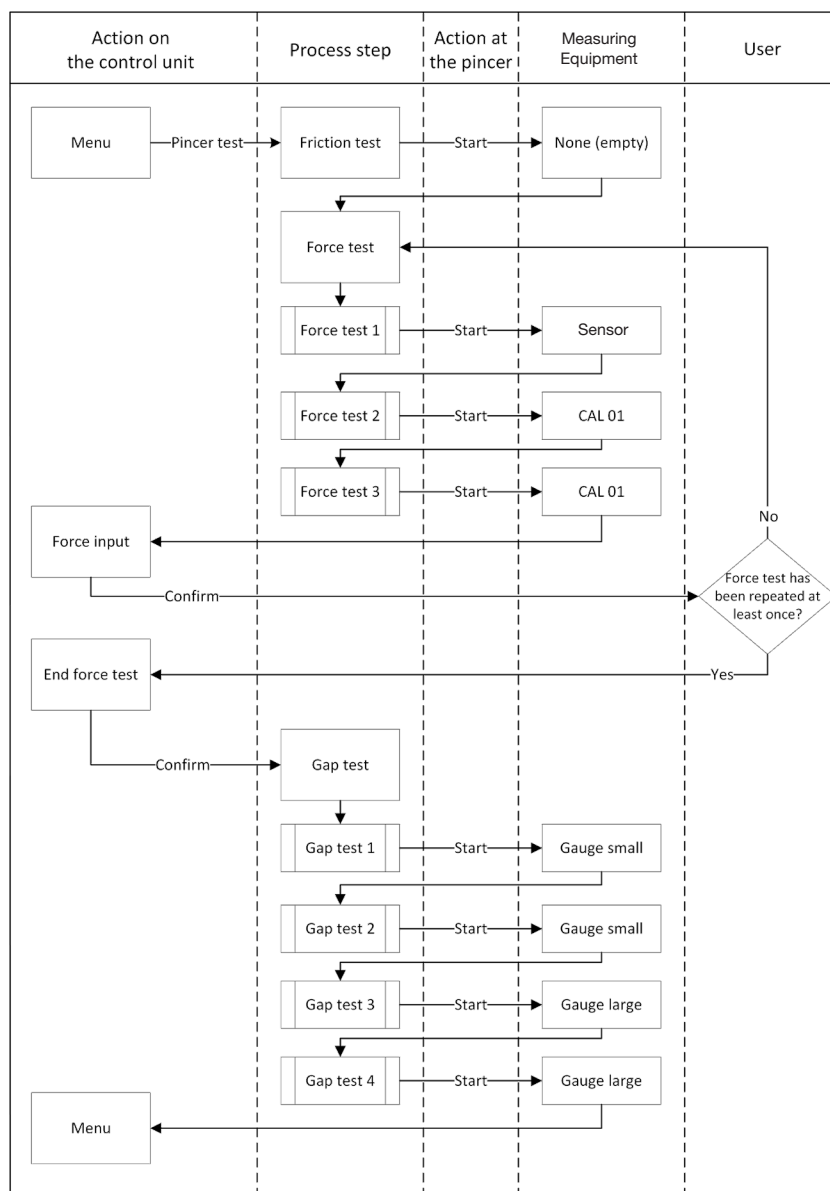 Action on
the control unit
Process step
Action at
the pincer
Measuring
Equipment
User
Menu
Pincer test
Friction test
Start
None (empty)
Force test
Force test 1
Start
Sensor
Force test 2
Start
CAL 01
Force test 3
Start
CAL 01
No
Force input
Confirm
Force test has
been repeated at
least once?
End force test
Yes
Confirm
Gap test
Gap test 1
Start
Gauge small
Gap test 2
Start
Gauge small
Gap test 3
Start
Gauge large
Gap test 4
Start
Gauge large
Menu